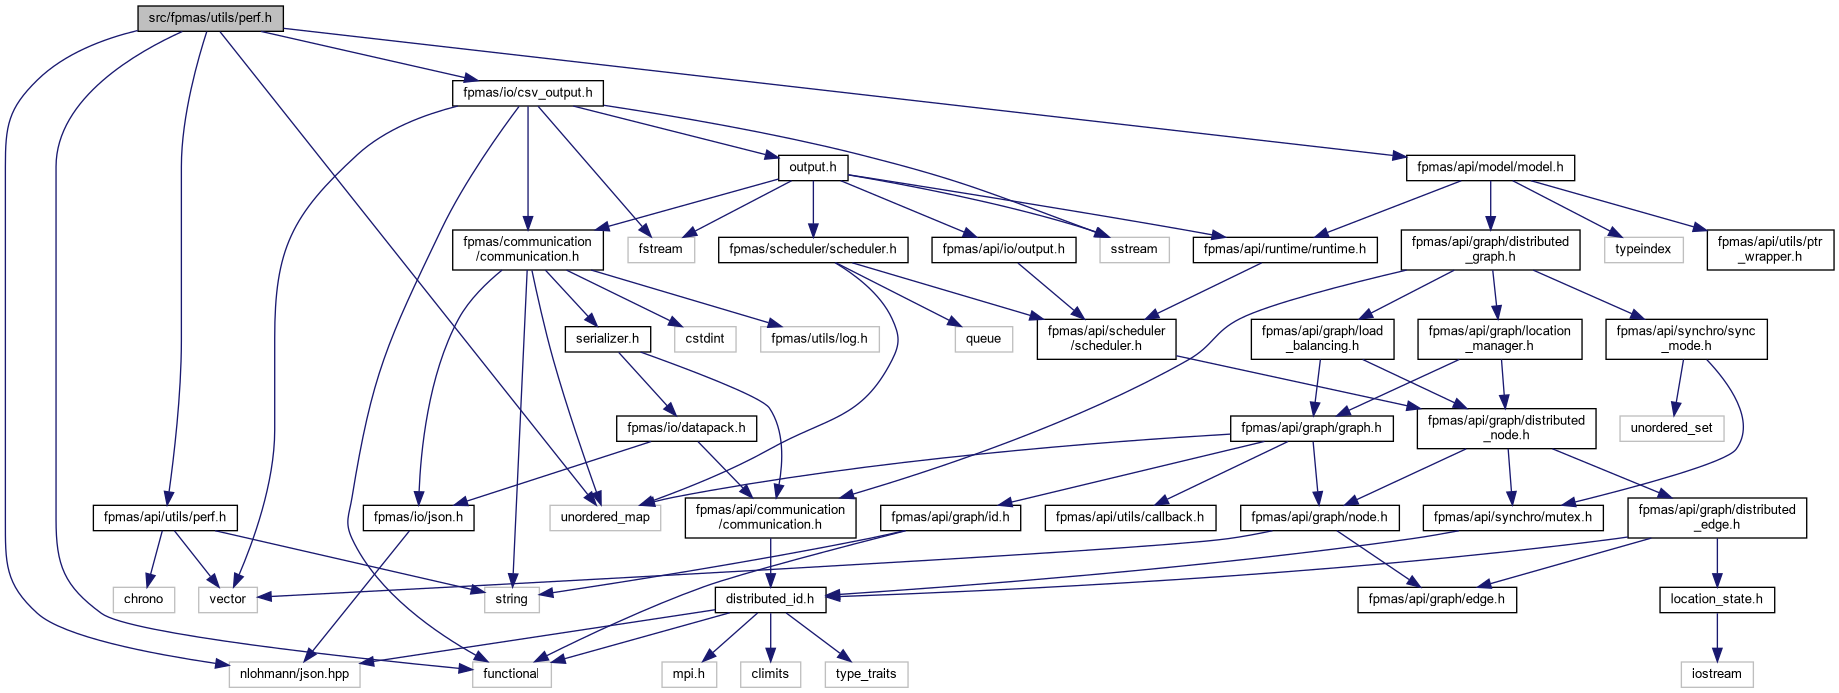 src/fpmas/utils/perf.h
fpmas/io/csv_output.h
output.h
fpmas/api/model/model.h
fpmas/communication
/communication.h
fstream
fpmas/scheduler/scheduler.h
fpmas/api/io/output.h
sstream
fpmas/api/runtime/runtime.h
fpmas/api/graph/distributed
_graph.h
typeindex
fpmas/api/utils/ptr
_wrapper.h
serializer.h
cstdint
fpmas/utils/log.h
queue
fpmas/api/scheduler
/scheduler.h
fpmas/api/graph/load
_balancing.h
fpmas/api/graph/location
_manager.h
fpmas/api/synchro/sync
_mode.h
fpmas/io/datapack.h
fpmas/api/graph/graph.h
fpmas/api/graph/distributed
_node.h
unordered_set
fpmas/api/utils/perf.h
fpmas/io/json.h
unordered_map
fpmas/api/communication
/communication.h
fpmas/api/graph/id.h
fpmas/api/utils/callback.h
fpmas/api/graph/node.h
fpmas/api/synchro/mutex.h
fpmas/api/graph/distributed
_edge.h
chrono
vector
string
distributed_id.h
fpmas/api/graph/edge.h
location_state.h
nlohmann/json.hpp
functional
mpi.h
climits
type_traits
iostream